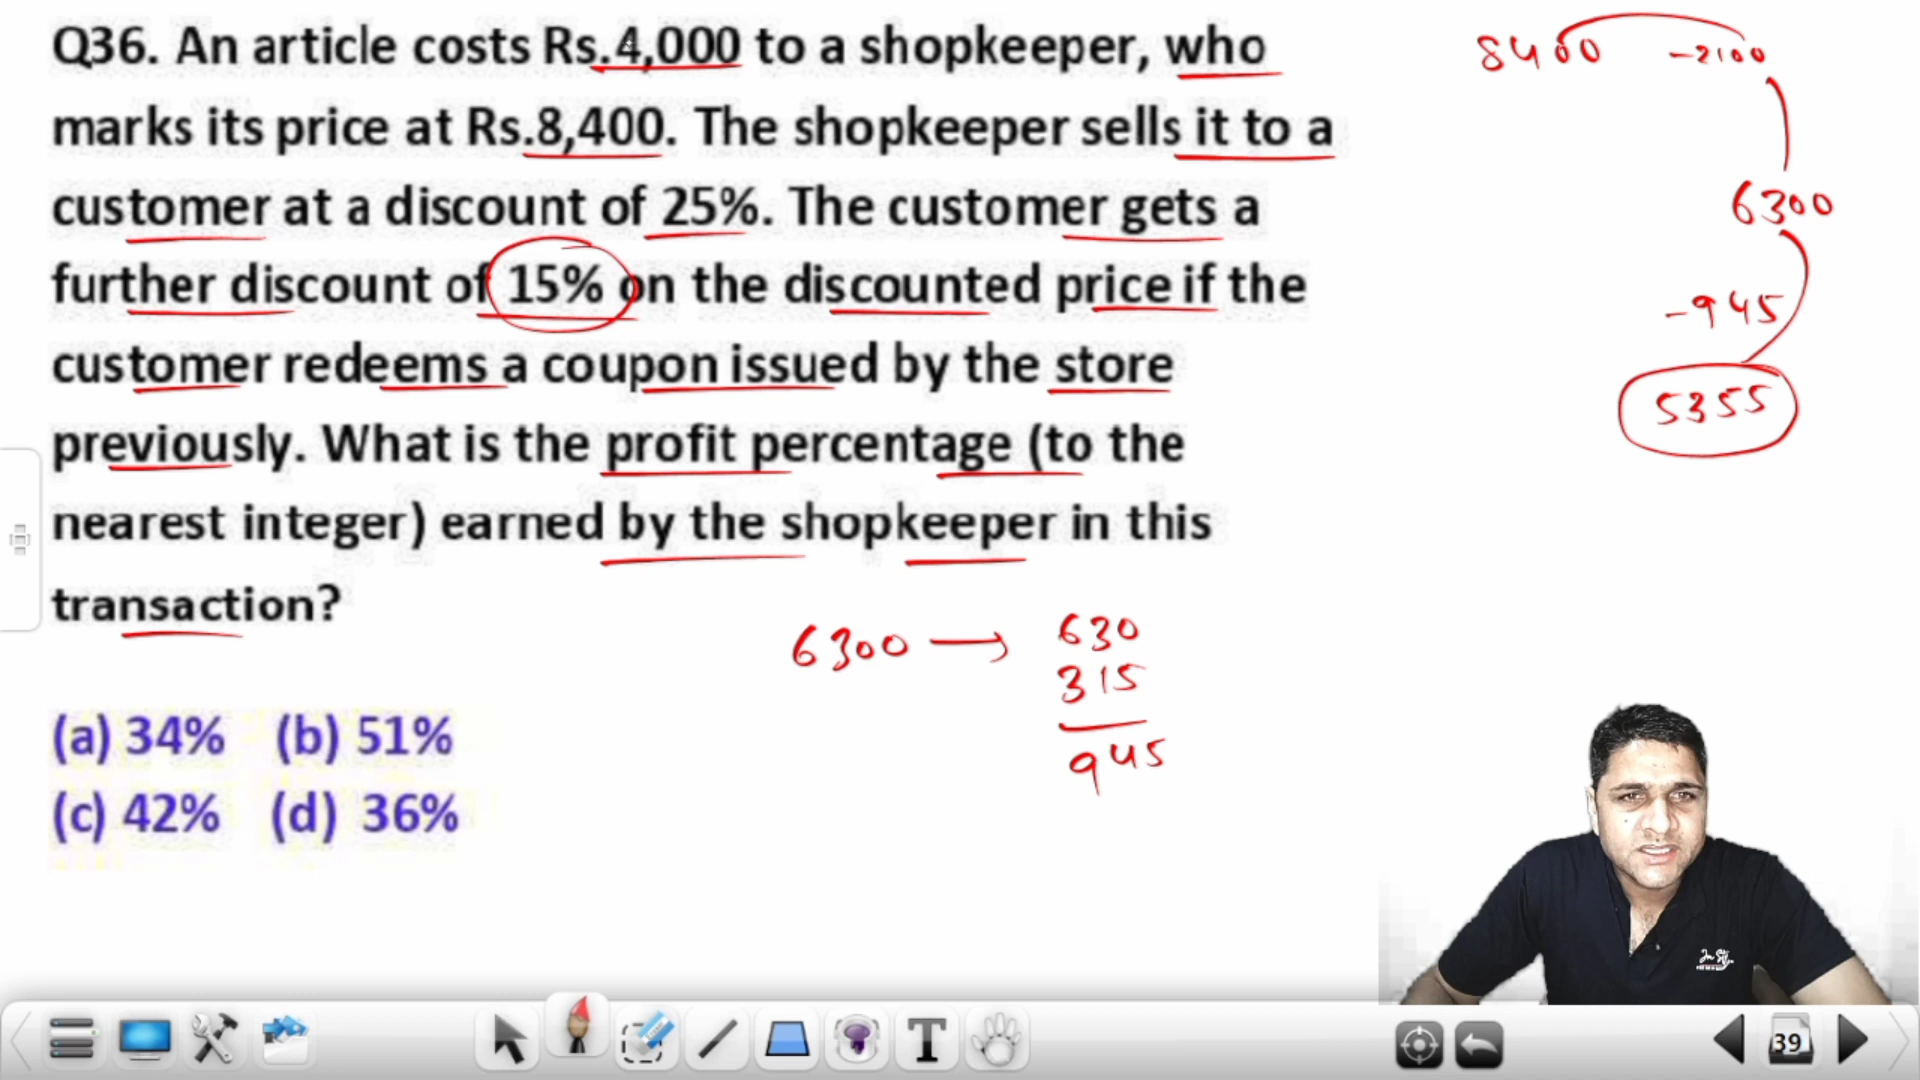 Q36. An article costs Rs.4,000 to a shopkeeper, who
marks its price at Rs.8,400. The shopkeeper sells it to a
customer at a discount of 25%. The customer gets a
further discount of 15% on the discounted price if the
customer redeems a coupon issued by the store
previously. What is the profit percentage (to the
nearest integer) earned by the shopkeeper in this
transaction?
(a) 34% (b) 51%
(c) 42% (d) 36%
8400 -2100
6300
-945
5355
6300 → 630
315
945
T
39